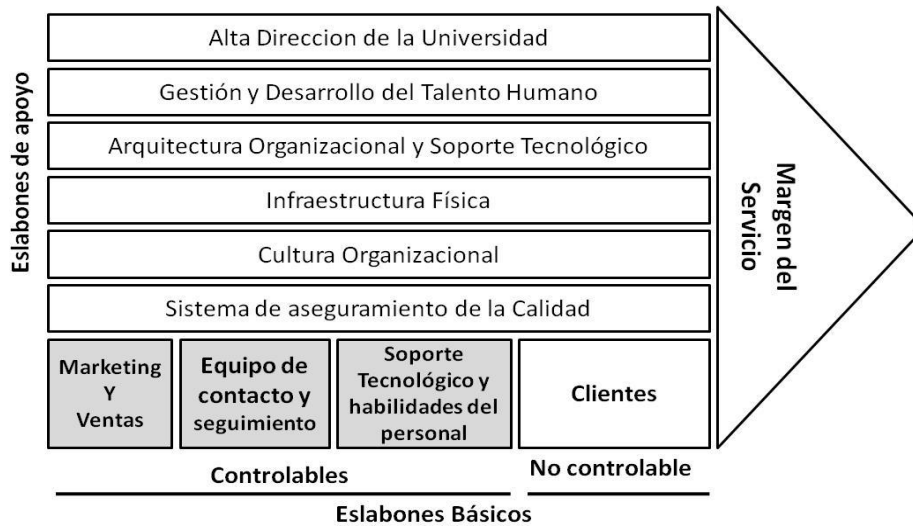 Eslabones de apoyo
Alta Direccion de la Universidad
Gestión y Desarrollo del Talento Humano
Arquitectura Organizacional y Soporte Tecnológico
Infraestructura Física
Cultura Organizacional
Sistema de aseguramiento de la Calidad
Marketing
Y
Ventas
Equipo de
contacto y
seguimiento
Soporte
Tecnológico y
habilidades del
personal
Clientes
Margen del
Servicio
Controlables
No controlable
Eslabones Básicos